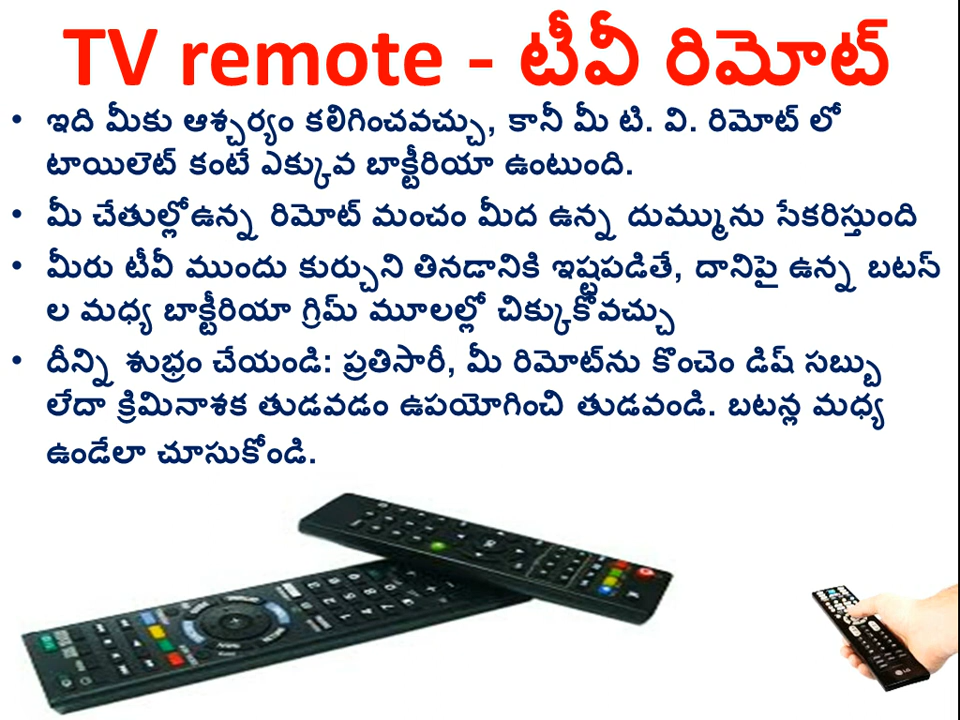 TV remote - టీవీ రిమోట్
• ఇది మీకు ఆశ్చర్యం కలిగించవచ్చు, కానీ మీ టి. వి. రిమోట్ లో
టాయిలెట్ కంటే ఎక్కువ బాక్టీరియా ఉంటుంది.
• మీ చేతుల్లోఉన్న రిమోట్ మంచం మీద ఉన్న దుమ్మును సేకరిస్తుంది
• మీరు టీవీ ముందు కుర్చుని తినడానికి ఇష్టపడితే, దానిపై ఉన్న బటన్
ల మధ్య బాక్టీరియా గ్రిమ్ మూలల్లో చిక్కుకోవచ్చు
• దీన్ని శుభ్రం చేయండి: ప్రతిసారీ, మీ రిమోట్‌ను కొంచెం డిష్ సబ్బు
లేదా క్రిమినాశక తుడవడం ఉపయోగించి తుడవండి. బటన్ల మధ్య
ఉండేలా చూసుకోండి.